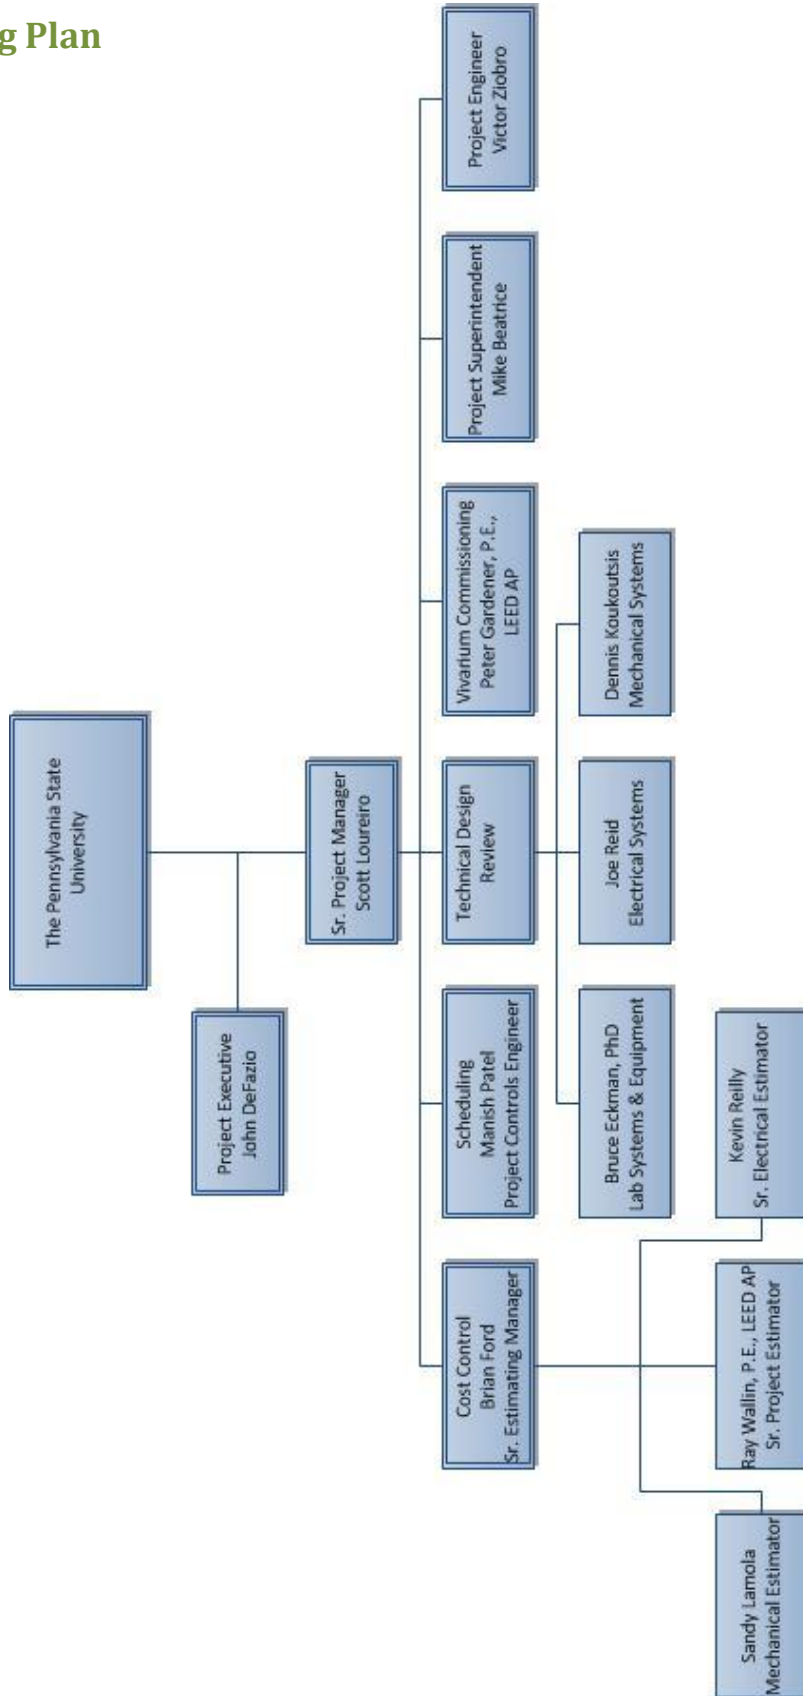 g Plan
The Pennsylvania State
University
Project Executive
John DeFazio
Sr. Project Manager
Scott Loureiro
Cost Control
Brian Ford
Sr. Estimating Manager
Scheduling
Manish Patel
Project Controls Engineer
Technical Design
Review
Vivarium Commissioning
Peter Gardener, P.E.,
LEED AP
Project Superintendent
Mike Beatrice
Project Engineer
Victor Ziobro
Bruce Eckman, PhD
Lab Systems & Equipment
Joe Reid
Electrical Systems
Dennis Koukoutsis
Mechanical Systems
Sandy Lamola
Mechanical Estimator
Ray Wallin, P.E., LEED AP
Sr. Project Estimator
Kevin Reilly
Sr. Electrical Estimator